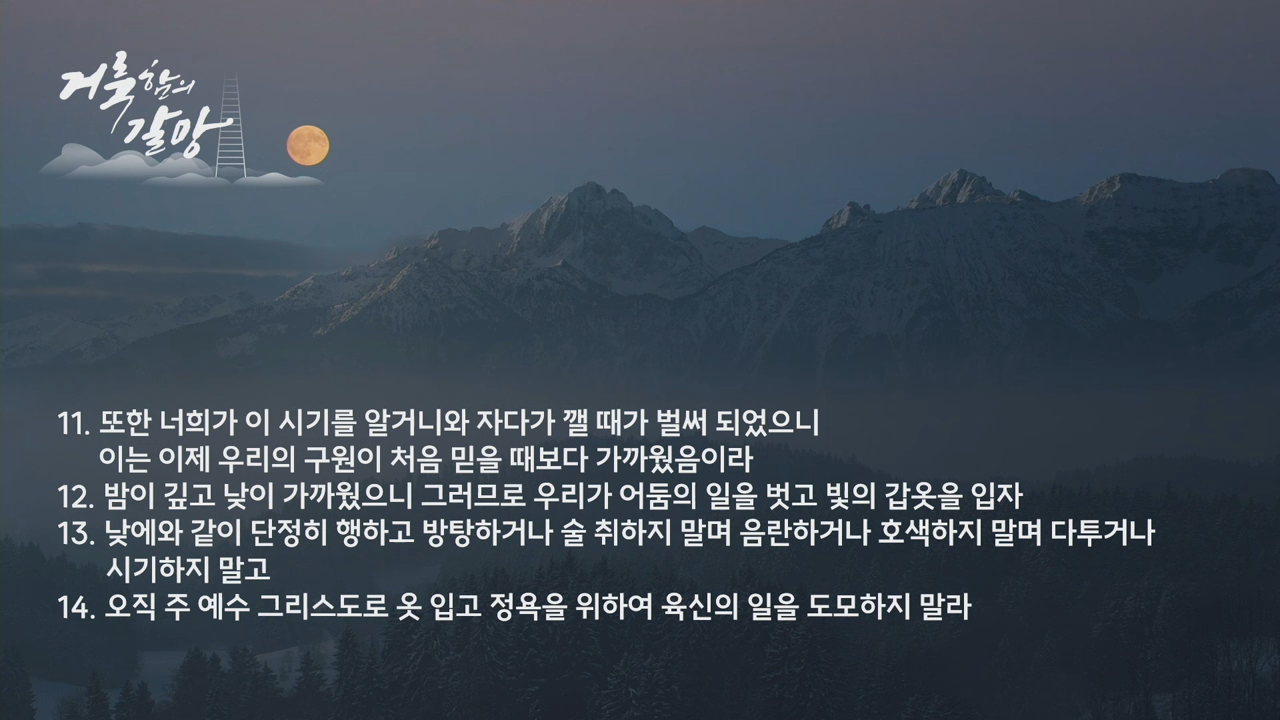 거룩함의
갈망
11. 또한 너희가 이 시기를 알거니와 자다가 깰 때가 벌써 되었으니
이는 이제 우리의 구원이 처음 믿을 때보다 가까웠음이라
12. 밤이 깊고 낮이 가까웠으니 그러므로 우리가 어둠의 일을 벗고 빛의 갑옷을 입자
13. 낮에와 같이 단정히 행하고 방탕하거나 술 취하지 말며 음란하거나 호색하지 말며 다투거나
시기하지 말고
14. 오직 주 예수 그리스도로 옷 입고 정욕을 위하여 육신의 일을 도모하지 말라